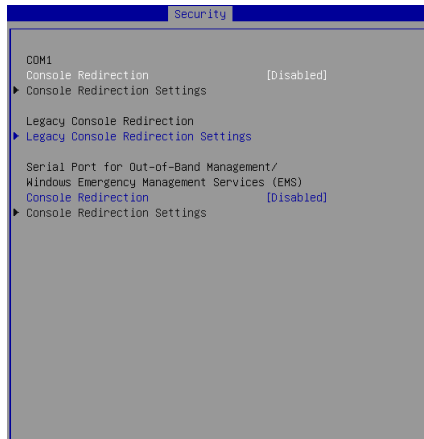 Security
COM1
Console Redirection [Disabled]
Console Redirection Settings
Legacy Console Redirection
Legacy Console Redirection Settings
Serial Port for Out-of-Band Management/
Windows Emergency Management Services (EMS)
Console Redirection [Disabled]
Console Redirection Settings